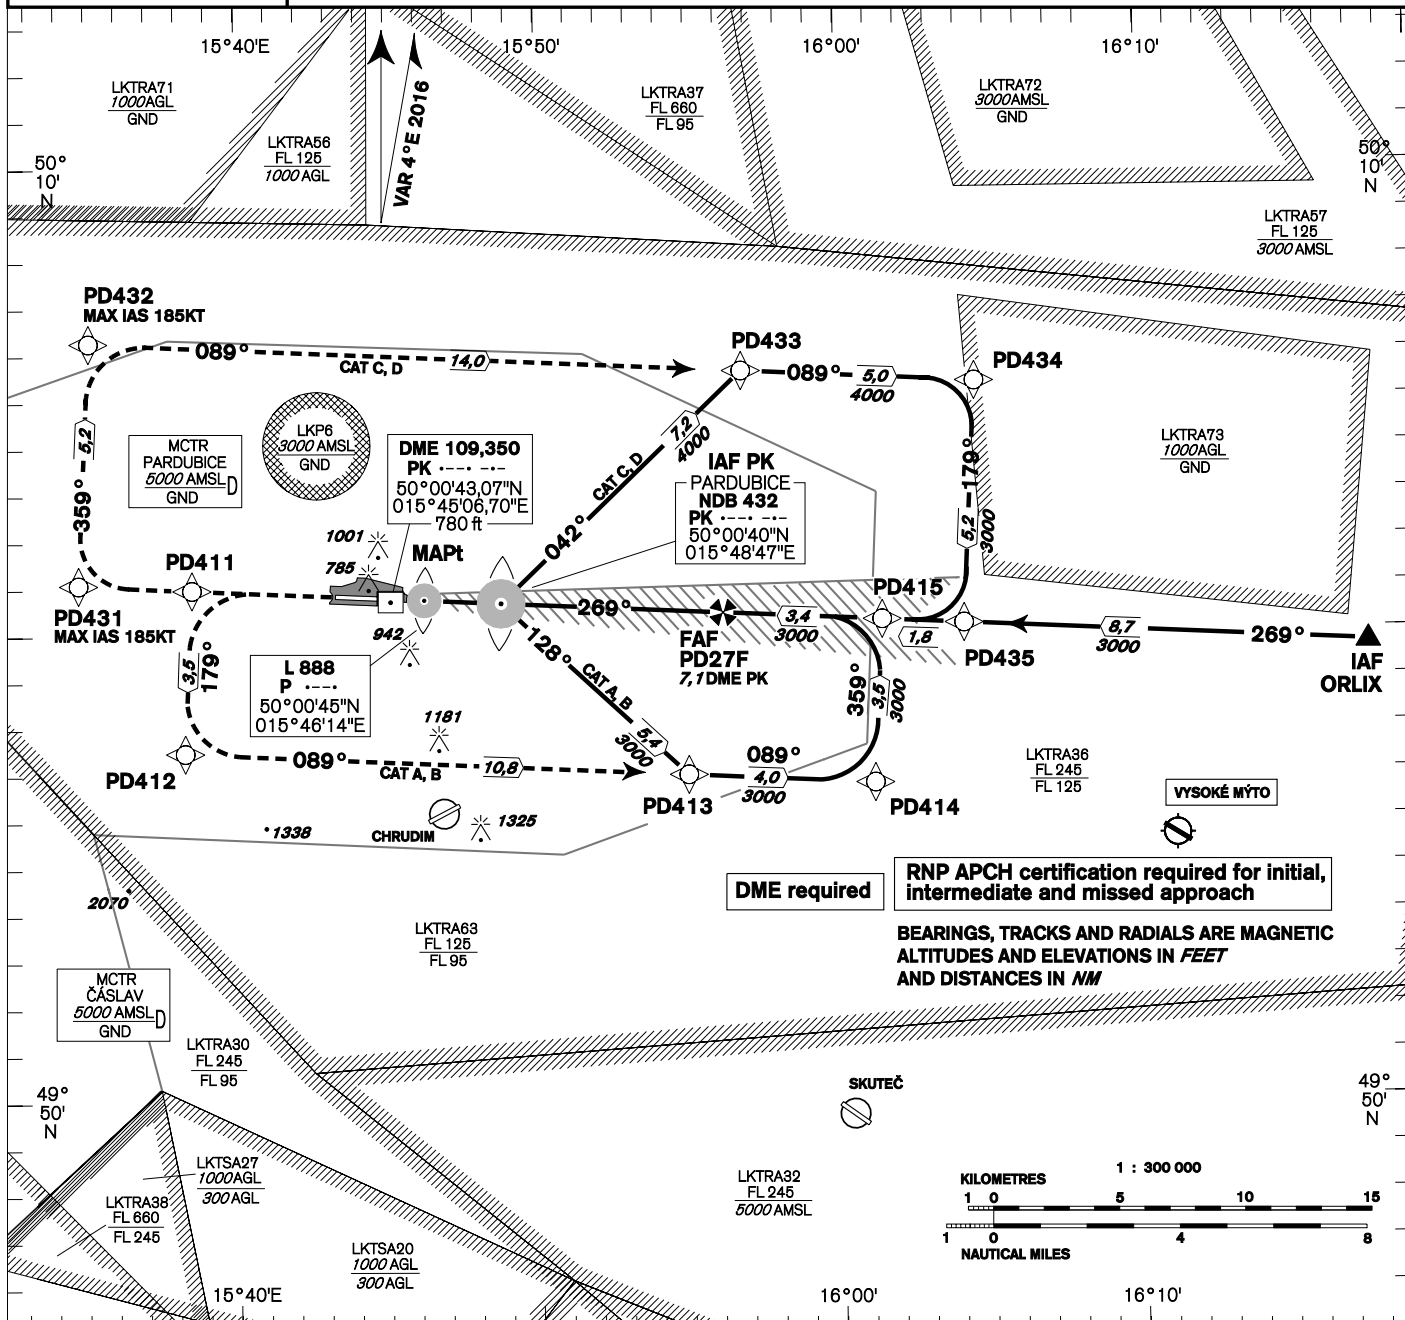 15°40'E
15°50'
16°00'
16°10'
LKTRA71
1000AGL
GND
LKTRA56
FL 125
1000 AGL
VAR 4°E 2016
LKTRA37
FL 660
FL 95
LKTRA72
3000AMSL
GND
50°
10'
N
50°
10'
N
LKTRA57
FL 125
3000 AMSL
PD432
MAX IAS 185KT
089°
CAT C, D
14,0
PD433
089°
5,0
4000
PD434
5,2
359°
MCTR
PARDUBICE
5000 AMSL
GND
D
LKP6
3000 AMSL
GND
DME 109,350
PK ·−−· −·−
50°00'43,07"N
015°45'06,70"E
780 ft
7,2
4000
CAT C, D
042°
IAF PK
PARDUBICE
NDB 432
PK ·−−· −·−
50°00'40"N
015°48'47"E
179°
5,2
3000
LKTRA73
1000AGL
GND
1001
785
MAPt
PD411
PD431
MAX IAS 185KT
942
269°
FAF
PD27F
7,1 DME PK
3,4
3000
PD415
1,8
PD435
8,7
3000
269°
IAF
ORLIX
3,5
179°
L 888
P ·−−·
50°00'45"N
015°46'14"E
128°
CAT A, B
5,4
3000
359°
3,5
3000
1181
PD412
089°
CAT A, B
10,8
PD413
089°
4,0
3000
PD414
LKTRA36
FL 245
FL 125
VYSOKÉ MÝTO
1338
CHRUDIM
1325
2070
DME required
RNP APCH certification required for initial,
intermediate and missed approach
LKTRA63
FL 125
FL 95
BEARINGS, TRACKS AND RADIALS ARE MAGNETIC
ALTITUDES AND ELEVATIONS IN FEET
AND DISTANCES IN NM
MCTR
ČÁSLAV
5000 AMSL
GND
D
LKTRA30
FL 245
FL 95
49°
50'
N
SKUTEČ
49°
50'
N
LKTSA27
1000AGL
300 AGL
LKTRA38
FL 660
FL 245
LKTSA20
1000 AGL
300 AGL
LKTRA32
FL 245
5000 AMSL
1 : 300 000
KILOMETRES
1 0 5 10 15
1 0 4 8
NAUTICAL MILES
15°40'E
16°00'
16°10'